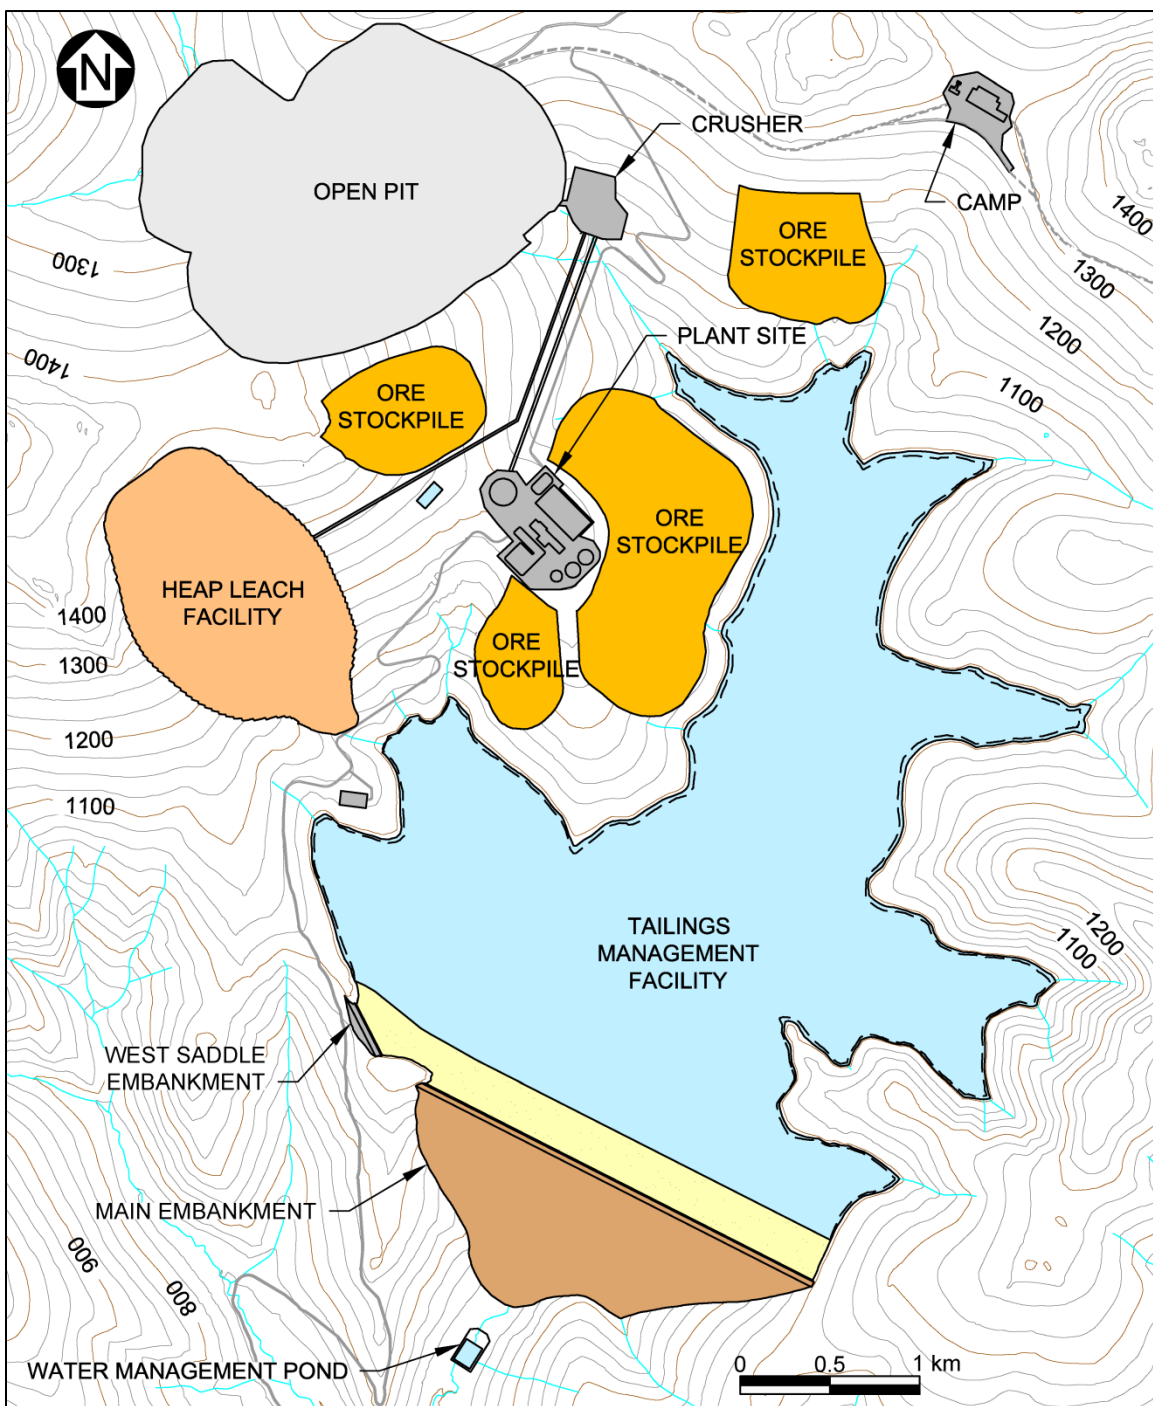 N
CRUSHER
OPEN PIT
CAMP
1400
ORE
STOCKPILE
1300
1300
1200
PLANT SITE
1400
1100
ORE
STOCKPILE
ORE
STOCKPILE
HEAP LEACH
FACILITY
1400
ORE
STOCKPILE
1300
1200
1100
TAILINGS
MANAGEMENT
FACILITY
1200
1100
WEST SADDLE
EMBANKMENT
MAIN EMBANKMENT
900
800
WATER MANAGEMENT POND
0 0.5 1 km